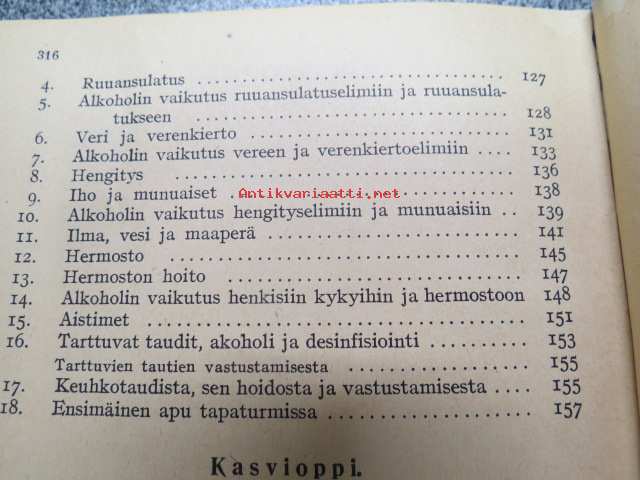 316
4. Ruuansulatus 127
5. Alkoholin vaikutus ruuansulatuselimiin ja ruuansula-
tukseen 128
6. Veri ja verenkierto 131
7. Alkoholin vaikutus vereen ja verenkiertoelimiin 133
8. Hengitys 136
9. Iho ja munuaiset 138
Antikvariaatti.net
10. Alkoholin vaikutus hengityselimiin ja munuaisiin 139
11. Ilma, vesi ja maaperä 141
12. Hermosto 145
13. Hermoston hoito 147
14. Alkoholin vaikutus henkisiin kykyihin ja hermostoon 148
15. Aistimet 151
16. Tarttuvat taudit, akoholi ja desinfisiointi 153
Tarttuvien tautien vastustamisesta 155
17. Keuhkotaudista, sen hoidosta ja vastustamisesta 155
18. Ensimäinen apu tapaturmissa 157
Kasvioppi.